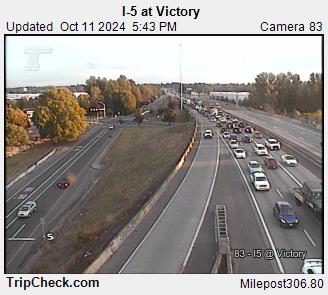 I-5 at Victory
Updated Oct 11 2024 5:43 PM Camera 83
T
S
83 - I5 @ Victory
TripCheck.com Milepost306.80